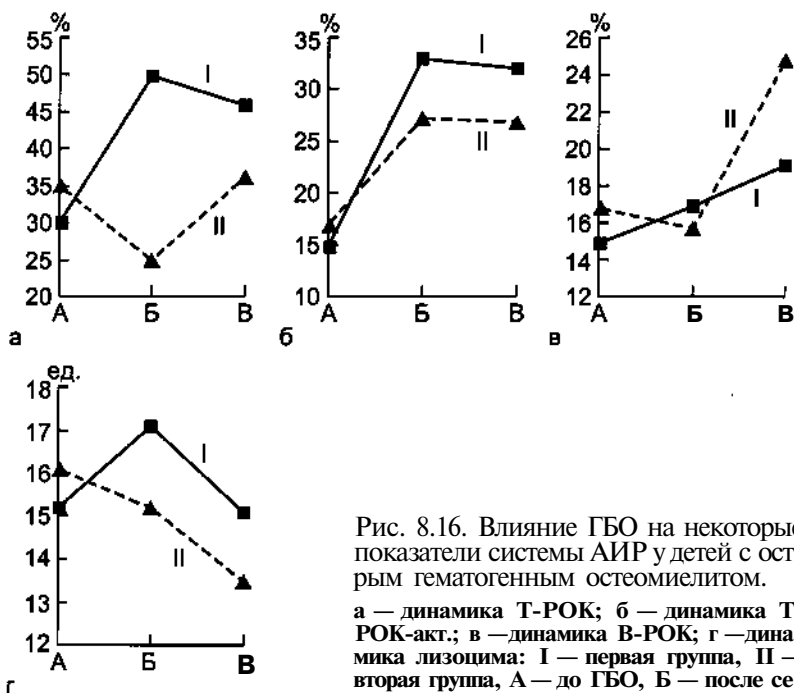 % % %
55 35 26
50 30 24
45 25 22
40 20 20
35 15 18
30 10 16
25 14
20 12
I II I II II I
А Б В А Б В А Б В
а б в
ед.
18
17
16
15
14
13
12
I
II
А Б В
г
Рис. 8.16. Влияние ГБО на некоторые
показатели системы АИР у детей с ост-
рым гематогенным остеомиелитом.
а — динамика Т-РОК; б — динамика Т-
РОК-акт.; в —динамика В-РОК; г —дина-
мика лизоцима: I — первая группа, II —
вторая группа, А — до ГБО, Б — после се-